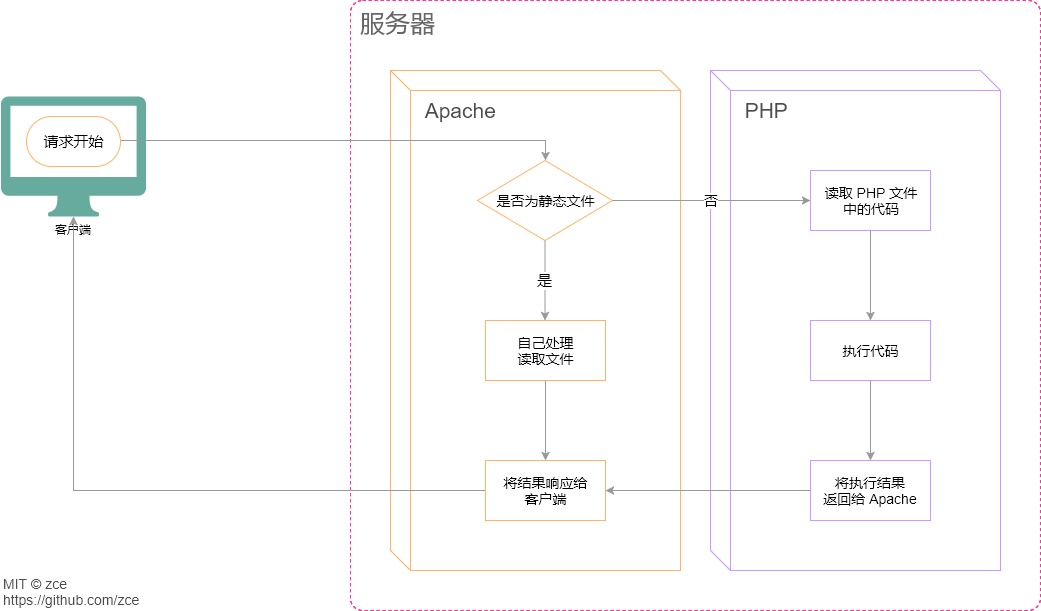 服务器
Apache
PHP
请求开始
客户端
是否为静态文件
否
读取 PHP 文件
中的代码
是
自己处理
读取文件
执行代码
将结果响应给
客户端
将执行结果
返回给 Apache
MIT © zce
https://github.com/zce